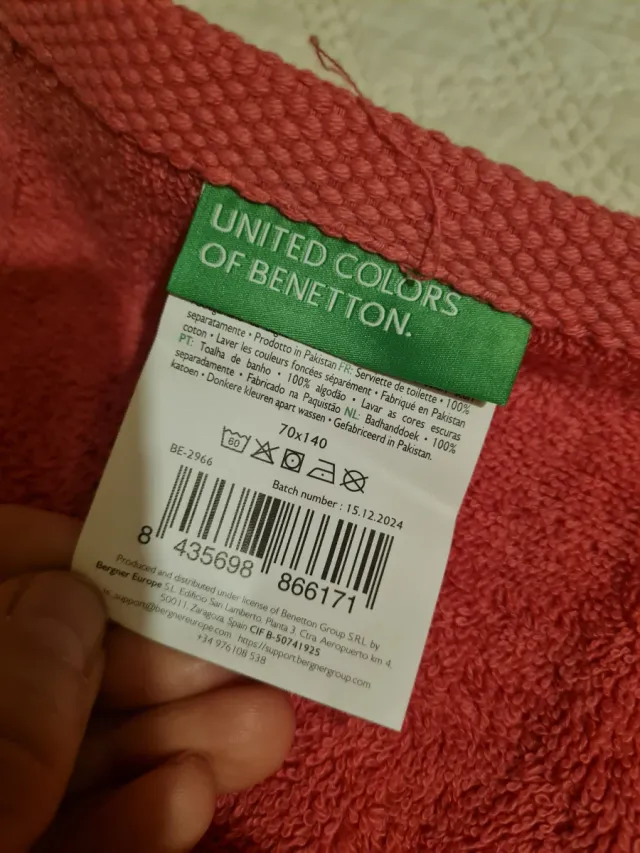 UNITED COLORS
OF BENETTON.
separatamente • Prodotto in Pakistan FR: Serviette de toilette • 100%
coton • Laver les couleurs foncées séparément • Fabriqué en Pakistan
PT: Toalha de banho • 100% algodão • Lavar as cores escuras
separadamente • Fabricado na Paquistão NL: Badhanddoek • 100%
katoen • Donkere kleuren apart wassen • Gefabriceerd in Pakistan.
70x140
60
BE-2966
Batch number : 15.12.2024
8 435698 866171
Produced and distributed under license of Benetton Group S.R.L. by
Bergner Europe S.L. Edificio San Lamberto, Planta 3, Ctra Aeropuerto km 4,
50011, Zaragoza, Spain CIF B-50741925
support@bergnereurope.com https://support.bergnergroup.com
+34 976108 538